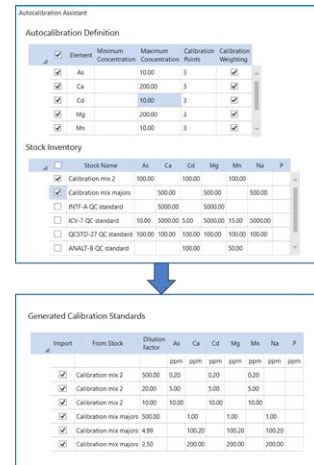 Autocalibration Assistant
Autocalibration Definition
Element Minimum Concentration Maximum Concentration Calibration Points Calibration Weighting
As 10.00 3
Ca 200.00 3
Cd 10.00 3
Mg 200.00 3
Mn 10.00 3
Stock Inventory
Stock Name As Ca Cd Mg Mn Na P
Calibration mix 2 100.00 100.00 100.00
Calibration mix majors 500.00 500.00 500.00
INTF-A QC standard 5000.00 5000.00
ICV-7 QC standard 10.00 5000.00 5.00 5000.00 15.00 5000.00
QCSTD-27 QC standard 100.00 100.00 100.00 100.00 100.00 100.00
ANALT-B QC standard 100.00 50.00
Generated Calibration Standards
Import From Stock Dilution Factor As Ca Cd Mg Mn Na P
ppm ppm ppm ppm ppm ppm ppm
Calibration mix 2 500.00 0.20 0.20 0.20
Calibration mix 2 20.00 5.00 5.00 5.00
Calibration mix 2 10.00 10.00 10.00 10.00
Calibration mix majors 500.00 1.00 1.00 1.00
Calibration mix majors 4.99 100.20 100.20 100.20
Calibration mix majors 2.50 200.00 200.00 200.00